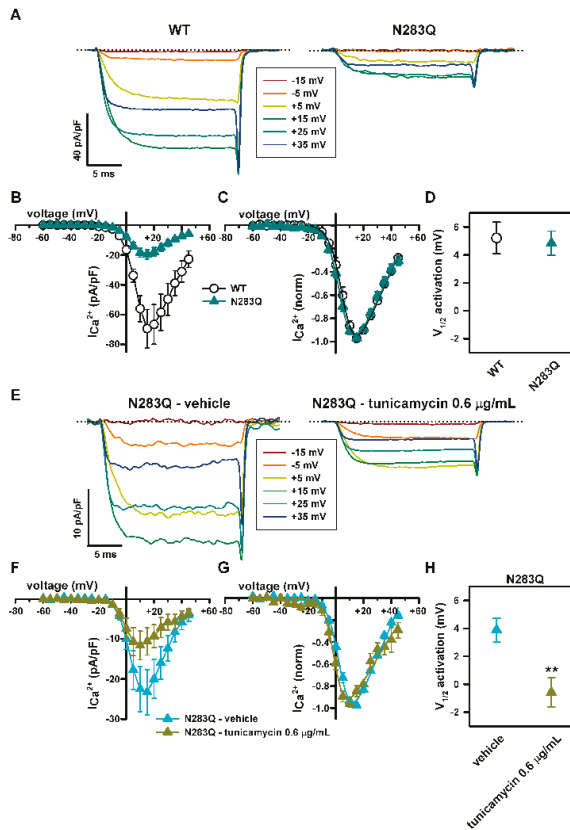 A
WT
N283Q
-15 mV
-5 mV
+5 mV
+15 mV
+25 mV
+35 mV
40 pA/pF
5 ms
B
voltage (mV)
-80 -60 -40 -20 +20 +60
0
-20
-40
-60
-80
ICa2+ (pA/pF)
WT
N283Q
C
voltage (mV)
-80 -60 -40 -20 +20 +60
0.0
-0.2
-0.4
-0.6
-0.8
-1.0
ICa2+ (norm)
D
6
4
2
0
-2
V1/2 activation (mV)
WT
N283Q
E
N283Q - vehicle
N283Q - tunicamycin 0.6 µg/mL
-15 mV
-5 mV
+5 mV
+15 mV
+25 mV
+35 mV
10 pA/pF
5 ms
F
voltage (mV)
-80 -60 -40 -20 +20 +60
0
-10
-20
-30
ICa2+ (pA/pF)
N283Q - vehicle
N283Q - tunicamycin 0.6 µg/mL
G
voltage (mV)
-80 -60 -40 -20 +20 +40 +60
0.0
-0.2
-0.4
-0.6
-0.8
-1.0
ICa2+ (norm)
H
N283Q
6
4
2
0
-2
V1/2 activation (mV)
**
vehicle
tunicamycin 0.6 µg/mL